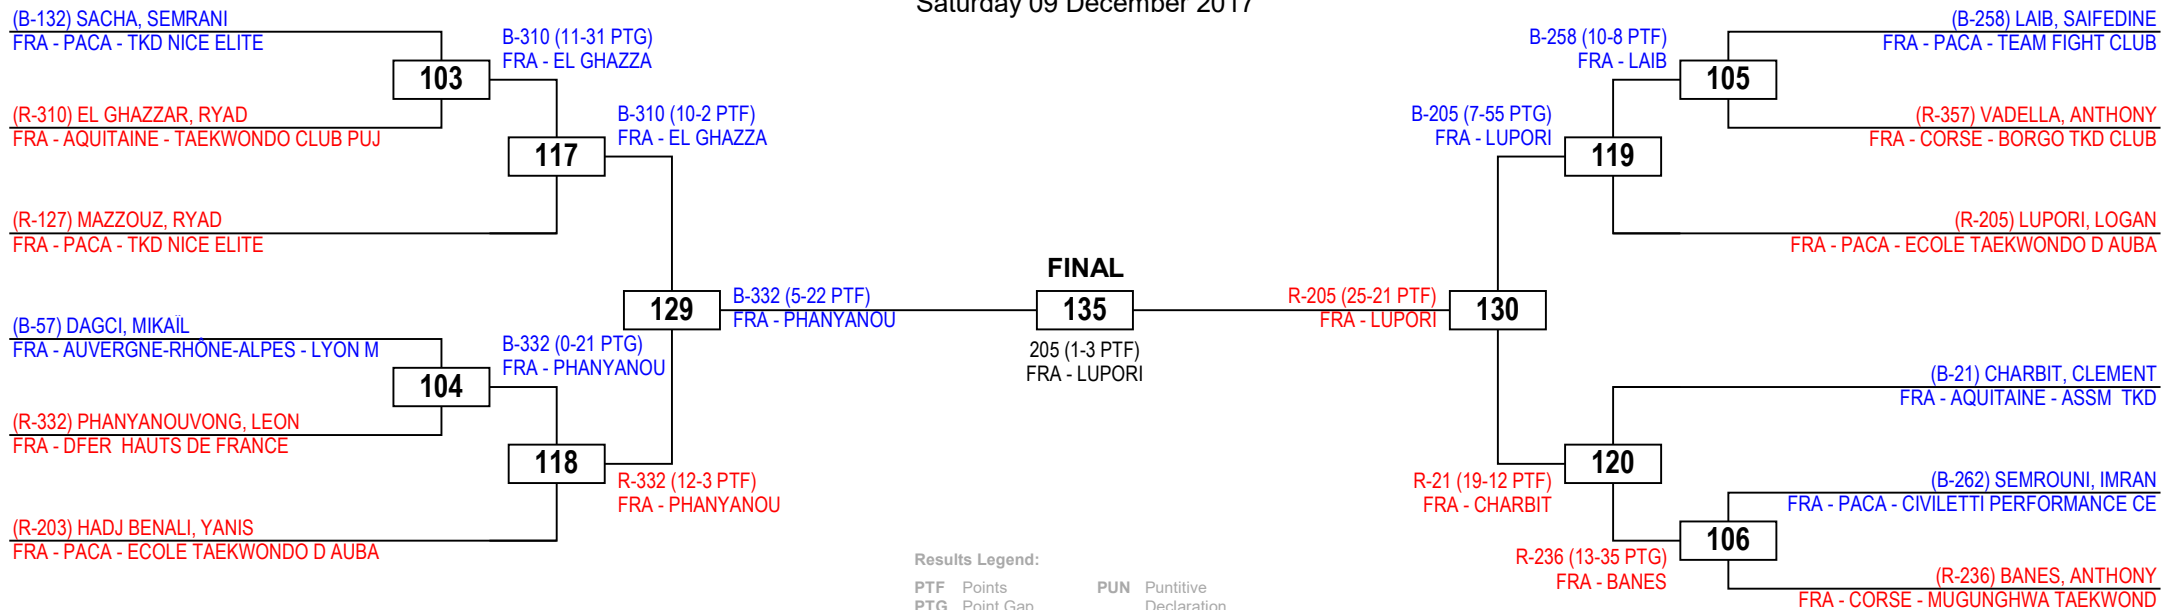 Saturday 09 December 2017
(B-132) SACHA, SEMRANI
FRA - PACA - TKD NICE ELITE
B-310 (11-31 PTG)
FRA - EL GHAZZA
103
(R-310) EL GHAZZAR, RYAD
FRA - AQUITAINE - TAEKWONDO CLUB PUJ
B-310 (10-2 PTF)
FRA - EL GHAZZA
117
(R-127) MAZZOUZ, RYAD
FRA - PACA - TKD NICE ELITE
129
B-332 (5-22 PTF)
FRA - PHANYANOU
(B-57) DAGCI, MIKAÏL
FRA - AUVERGNE-RHÔNE-ALPES - LYON M
B-332 (0-21 PTG)
FRA - PHANYANOU
104
(R-332) PHANYANOUVONG, LEON
FRA - DFER  HAUTS DE FRANCE
118
R-332 (12-3 PTF)
FRA - PHANYANOU
(R-203) HADJ BENALI, YANIS
FRA - PACA - ECOLE TAEKWONDO D AUBA
FINAL
135
205 (1-3 PTF)
FRA - LUPORI
(B-258) LAIB, SAIFEDINE
FRA - PACA - TEAM FIGHT CLUB
B-258 (10-8 PTF)
FRA - LAIB
105
(R-357) VADELLA, ANTHONY
FRA - CORSE - BORGO TKD CLUB
B-205 (7-55 PTG)
FRA - LUPORI
119
(R-205) LUPORI, LOGAN
FRA - PACA - ECOLE TAEKWONDO D AUBA
R-205 (25-21 PTF)
FRA - LUPORI
130
(B-21) CHARBIT, CLEMENT
FRA - AQUITAINE - ASSM  TKD
120
R-21 (19-12 PTF)
FRA - CHARBIT
(B-262) SEMROUNI, IMRAN
FRA - PACA - CIVILETTI PERFORMANCE CE
106
R-236 (13-35 PTG)
FRA - BANES
(R-236) BANES, ANTHONY
FRA - CORSE - MUGUNGHWA TAEKWOND
Results Legend:
PTF Points PUN Puntitive
PTG Point Gap Declaration